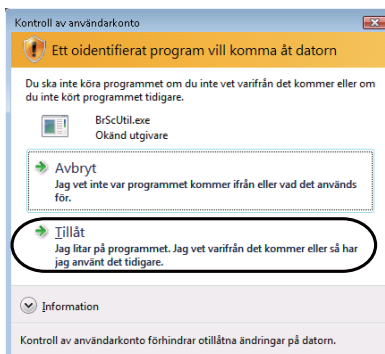 Kontroll av användarkonto
Ett oidentifierat program vill komma åt datorn
Du ska inte köra programmet om du inte vet varifrån det kommer eller om
du inte kört programmet tidigare.
BrScUtil.exe
Okänd utgivare
Avbryt
Jag vet inte var programmet kommer ifrån eller vad det används
för.
Tillåt
Jag litar på programmet. Jag vet varifrån det kommer eller så har
jag använt det tidigare.
Information
Kontroll av användarkonto förhindrar otillåtna ändringar på datorn.